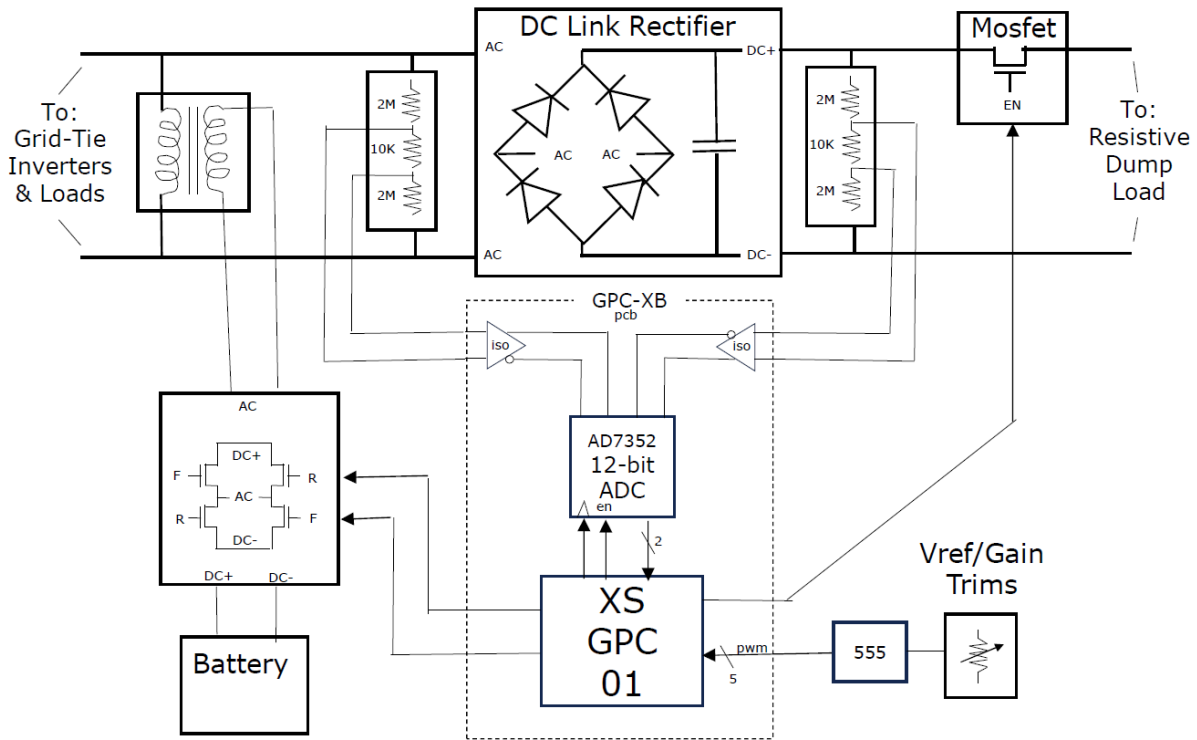 DC Link Rectifier
Mosfet
AC
DC+
To:
Grid-Tie
Inverters
& Loads
2M
10K
2M
AC
AC
2M
10K
2M
EN
To:
Resistive
Dump
Load
AC
DC-
GPC-XB
pcb
iso
iso
AC
DC+
F
R
AC
R
F
DC-
DC+
DC-
Battery
AD7352
12-bit
ADC
en
2
XS
GPC
01
pwm
5
555
Vref/Gain
Trims